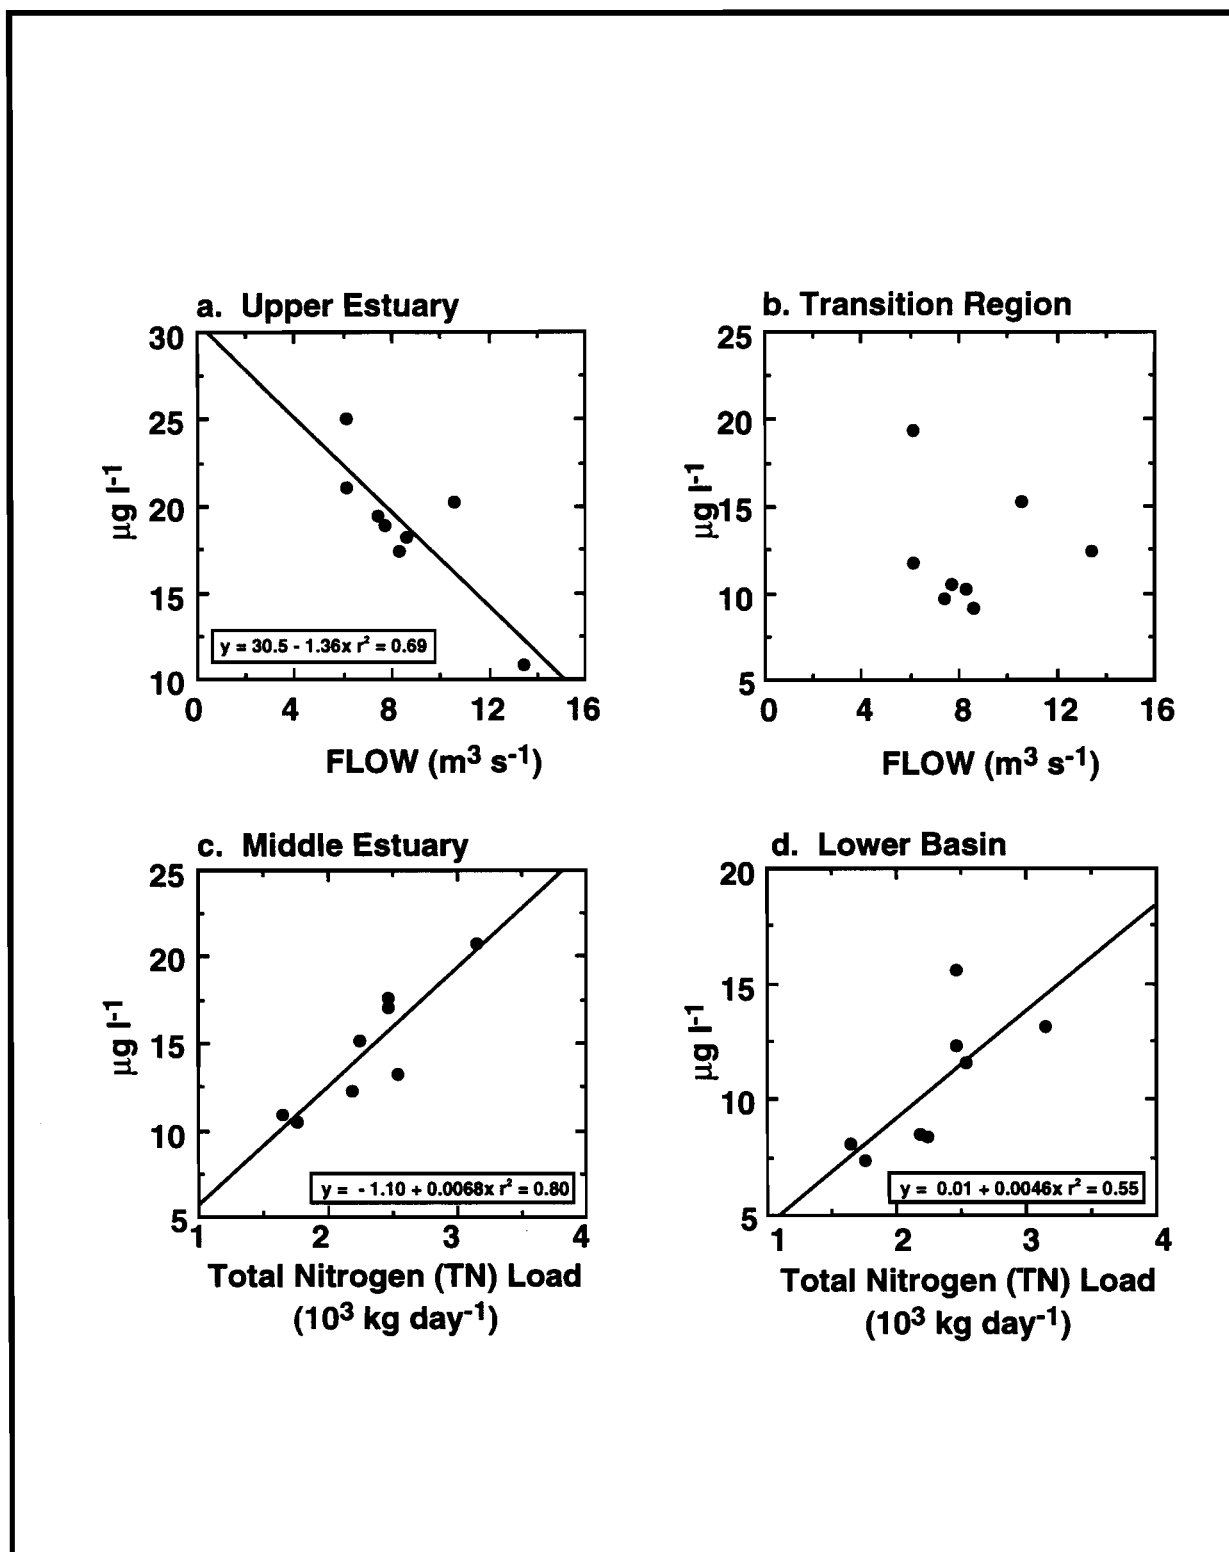 a. Upper Estuary
30
25
20
15
10
µg l-1
y = 30.5 - 1.36x r² = 0.69
0 4 8 12 16
FLOW (m³ s-1)
b. Transition Region
25
20
15
10
5
µg l-1
0 4 8 12 16
FLOW (m³ s-1)
c. Middle Estuary
25
20
15
10
5
µg l-1
y = - 1.10 + 0.0068x r² = 0.80
1 2 3 4
Total Nitrogen (TN) Load
(10³ kg day-1)
d. Lower Basin
20
15
10
5
µg l-1
y = 0.01 + 0.0046x r² = 0.55
1 2 3 4
Total Nitrogen (TN) Load
(10³ kg day-1)